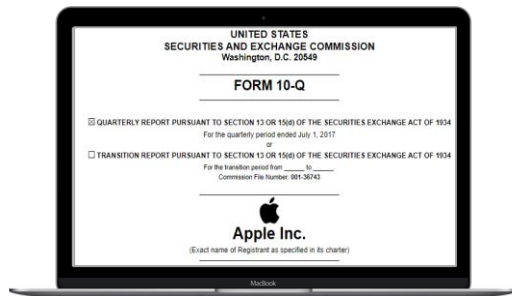 UNITED STATES
SECURITIES AND EXCHANGE COMMISSION
Washington, D.C. 20549
FORM 10-Q
☒ QUARTERLY REPORT PURSUANT TO SECTION 13 OR 15(d) OF THE SECURITIES EXCHANGE ACT OF 1934
For the quarterly period ended July 1, 2017
or
☐ TRANSITION REPORT PURSUANT TO SECTION 13 OR 15(d) OF THE SECURITIES EXCHANGE ACT OF 1934
For the transition period from _____ to _____
Commission File Number: 001-36743
Apple Inc.
(Exact name of Registrant as specified in its charter)
MacBook